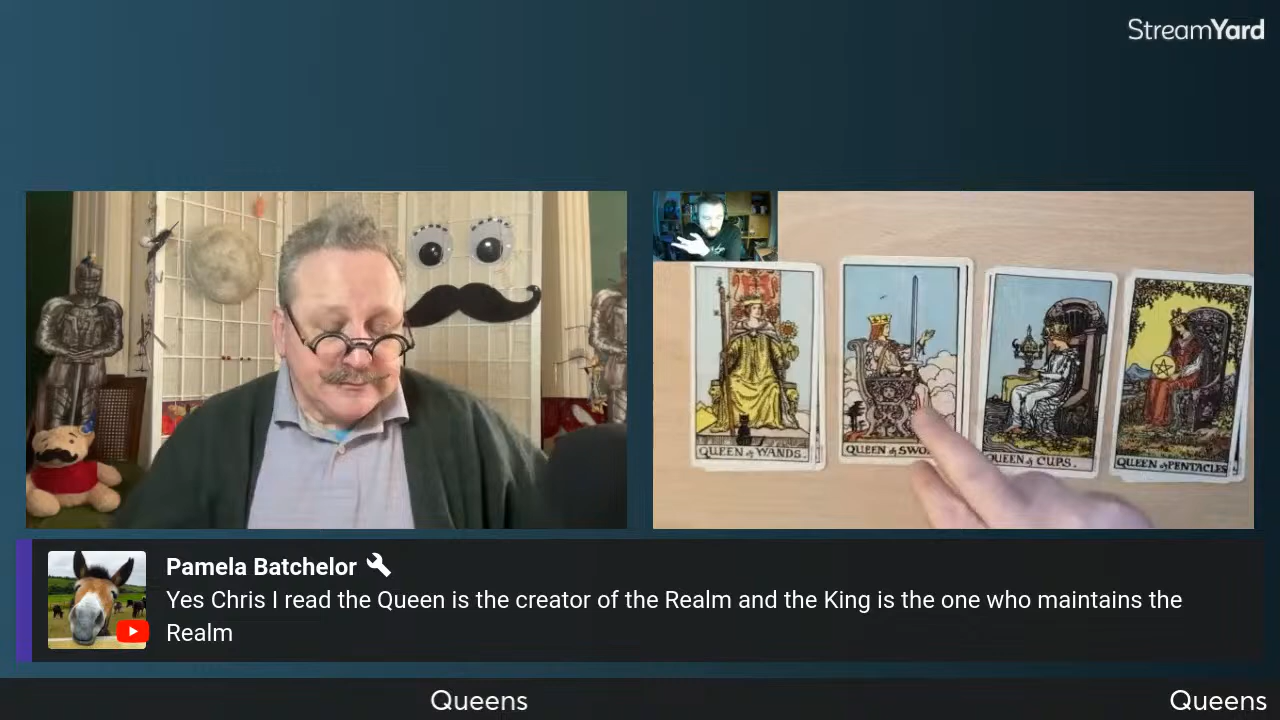 StreamYard
QUEEN of WANDS.
QUEEN of SWO
QUEEN of CUPS.
QUEEN of PENTACLES
Pamela Batchelor
Yes Chris I read the Queen is the creator of the Realm and the King is the one who maintains the
Realm
Queens
Queens